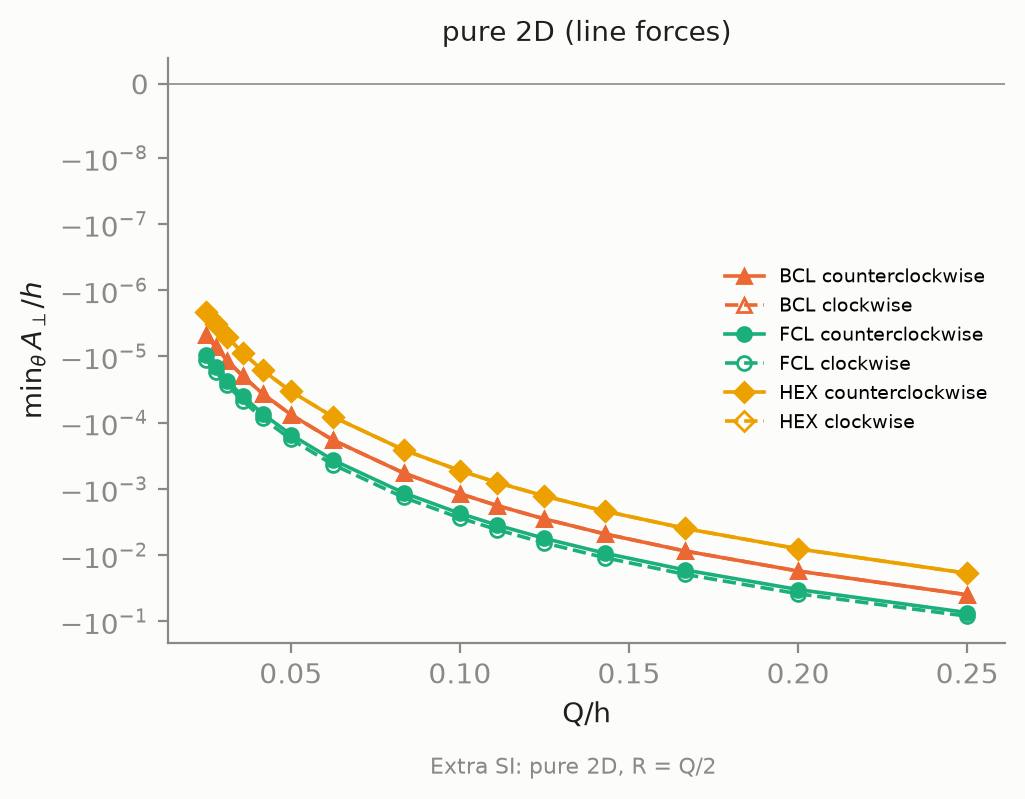 pure 2D (line forces)
0
−10⁻⁸
−10⁻⁷
−10⁻⁶
−10⁻⁵
−10⁻⁴
−10⁻³
−10⁻²
−10⁻¹
min_θ A_⊥/h
BCL counterclockwise
BCL clockwise
FCL counterclockwise
FCL clockwise
HEX counterclockwise
HEX clockwise
0.05 0.10 0.15 0.20 0.25
Q/h
Extra SI: pure 2D, R = Q/2